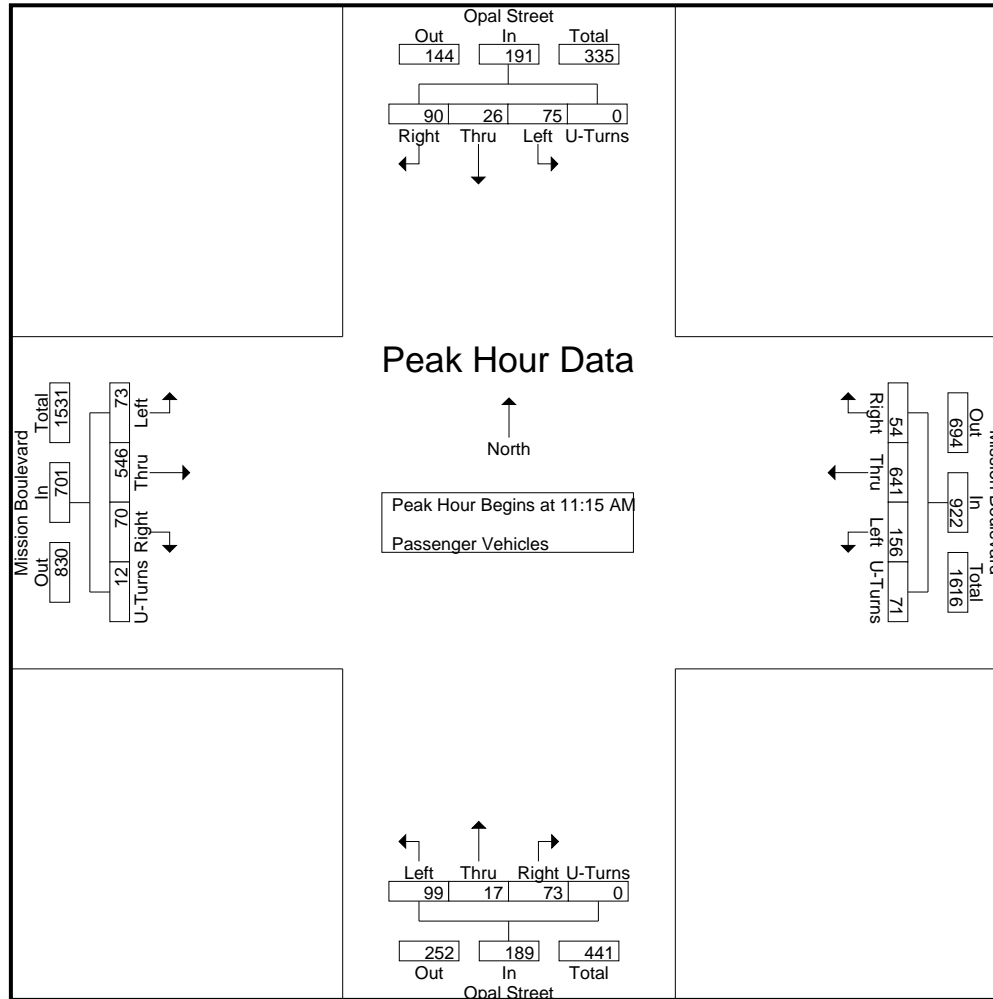 Opal Street
Out In Total
144 191 335
90 26 75 0
Right Thru Left U-Turns
Peak Hour Data
North
Peak Hour Begins at 11:15 AM
Passenger Vehicles
Mission Boulevard
Total In Out
1531 701 830
73 546 70 12
Left Thru Right U-Turns
Mission Boulevard
Out In Total
694 922 1616
54 641 156 71
Right Thru Left U-Turns
Left Thru Right U-Turns
99 17 73 0
252 189 441
Out In Total
Opal Street